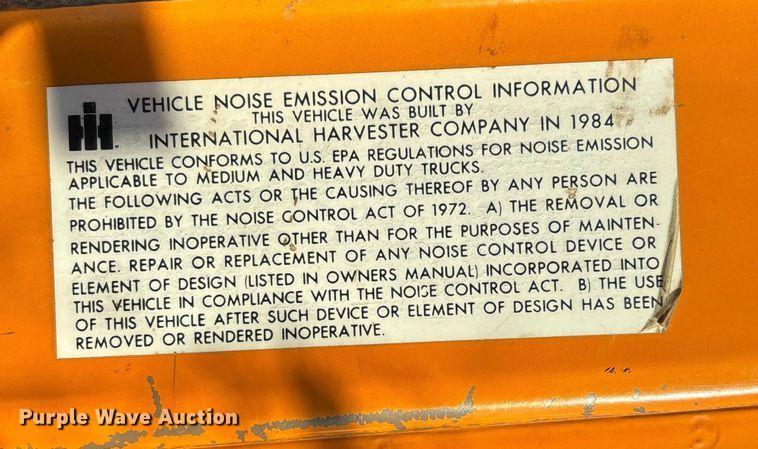 IH VEHICLE NOISE EMISSION CONTROL INFORMATION
THIS VEHICLE WAS BUILT BY
INTERNATIONAL HARVESTER COMPANY IN 1984
THIS VEHICLE CONFORMS TO U.S. EPA REGULATIONS FOR NOISE EMISSION
APPLICABLE TO MEDIUM AND HEAVY DUTY TRUCKS.
THE FOLLOWING ACTS OR THE CAUSING THEREOF BY ANY PERSON ARE
PROHIBITED BY THE NOISE CONTROL ACT OF 1972. A) THE REMOVAL OR
RENDERING INOPERATIVE OTHER THAN FOR THE PURPOSES OF MAINTEN-
ANCE. REPAIR OR REPLACEMENT OF ANY NOISE CONTROL DEVICE OR
ELEMENT OF DESIGN (LISTED IN OWNERS MANUAL) INCORPORATED INTO
THIS VEHICLE IN COMPLIANCE WITH THE NOISE CONTROL ACT. B) THE USE
OF THIS VEHICLE AFTER SUCH DEVICE OR ELEMENT OF DESIGN HAS BEEN
REMOVED OR RENDERED INOPERATIVE.
Purple Wave Auction